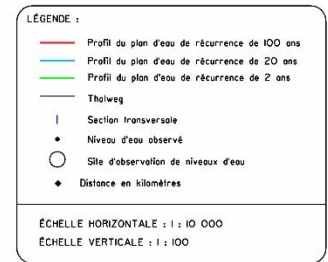 LÉGENDE :
Profil du plan d'eau de récurrence de 100 ans
Profil du plan d'eau de récurrence de 20 ans
Profil du plan d'eau de récurrence de 2 ans
Thalweg
Section transversale
Niveau d'eau observé
Site d'observation de niveaux d'eau
Distance en kilomètres
ÉCHELLE HORIZONTALE : 1 : 10 000
ÉCHELLE VERTICALE : 1 : 100